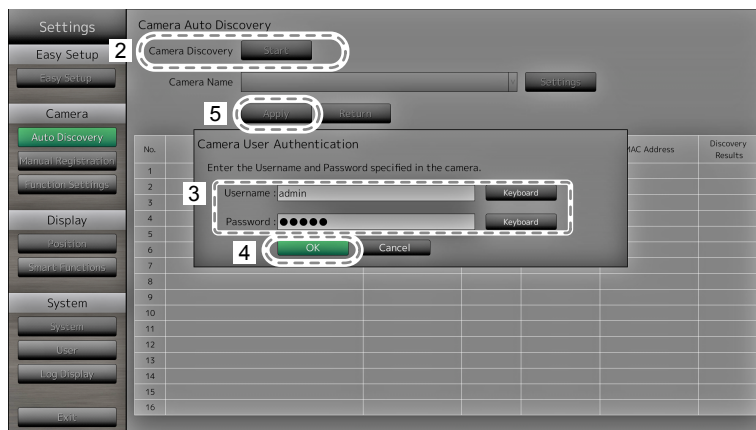 Settings
Easy Setup
Easy Setup
Camera
Auto Discovery
Manual Registration
Function Settings
Display
Position
Smart Functions
System
System
User
Log Display
Exit
Camera Auto Discovery
2
Camera Discovery
Start
Camera Name
Settings
5
Apply
Return
No.
MAC Address
Discovery
Results
Camera User Authentication
Enter the Username and Password specified in the camera.
3
Username :
admin
Keyboard
Password :
●●●●●
Keyboard
4
OK
Cancel
1
2
3
4
5
6
7
8
9
10
11
12
13
14
15
16